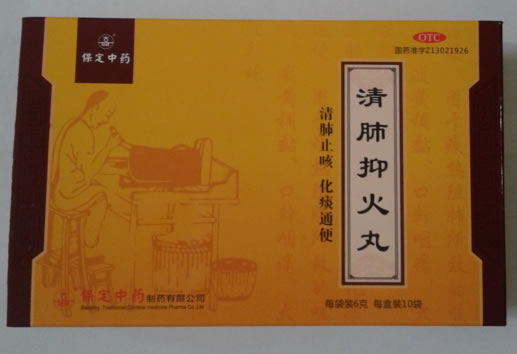 保定中药
OTC
国药准字Z13021926
清肺抑火丸
清肺止咳 化痰通便
每袋装6克 每盒装10袋
保定中药制药有限公司
Baoding Traditional Chinese medicine Pharma Co.Ltd